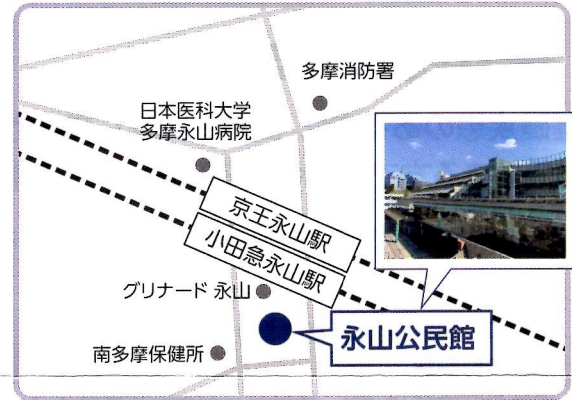 多摩消防署
日本医科大学
多摩永山病院
京王永山駅
小田急永山駅
グリナード 永山
永山公民館
南多摩保健所